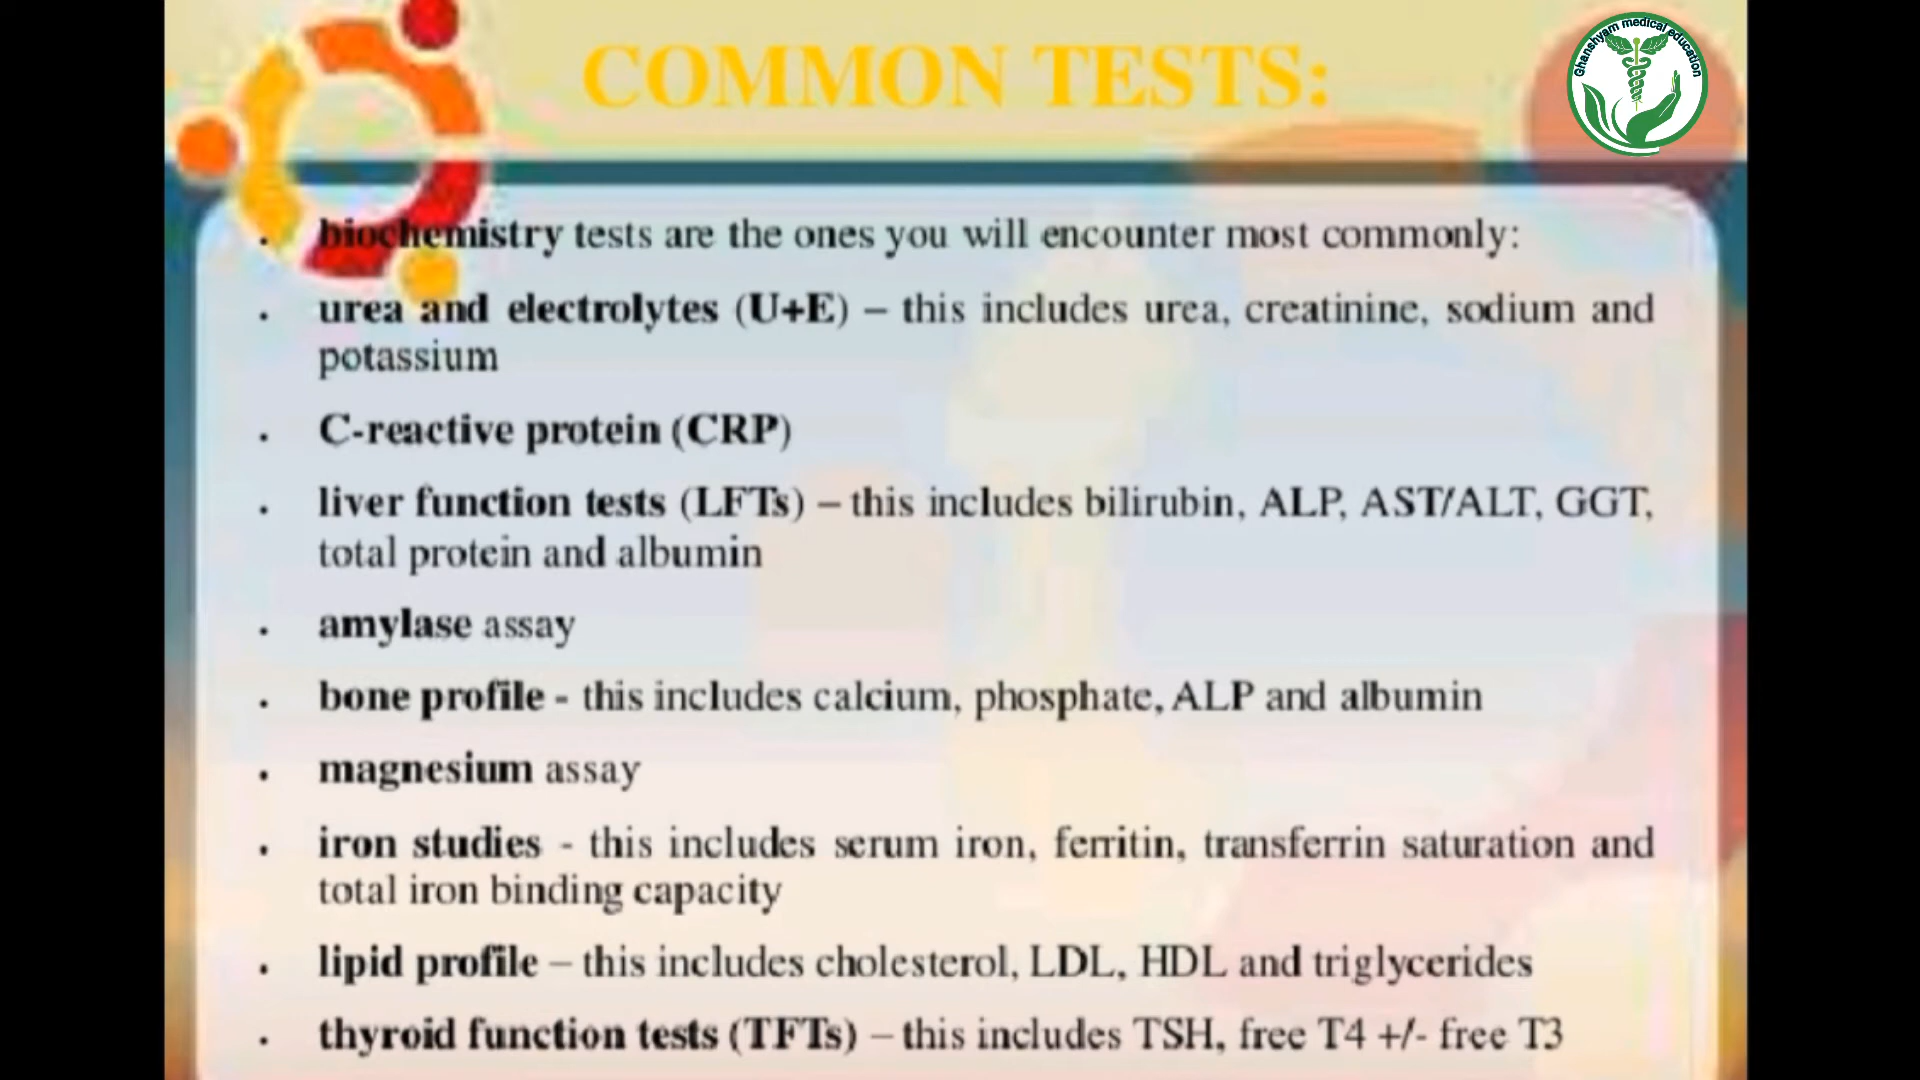 COMMON TESTS:
Ghanshyam medical education
• biochemistry tests are the ones you will encounter most commonly:
• urea and electrolytes (U+E) – this includes urea, creatinine, sodium and
potassium
• C-reactive protein (CRP)
• liver function tests (LFTs) – this includes bilirubin, ALP, AST/ALT, GGT,
total protein and albumin
• amylase assay
• bone profile - this includes calcium, phosphate, ALP and albumin
• magnesium assay
• iron studies - this includes serum iron, ferritin, transferrin saturation and
total iron binding capacity
• lipid profile – this includes cholesterol, LDL, HDL and triglycerides
• thyroid function tests (TFTs) – this includes TSH, free T4 +/- free T3